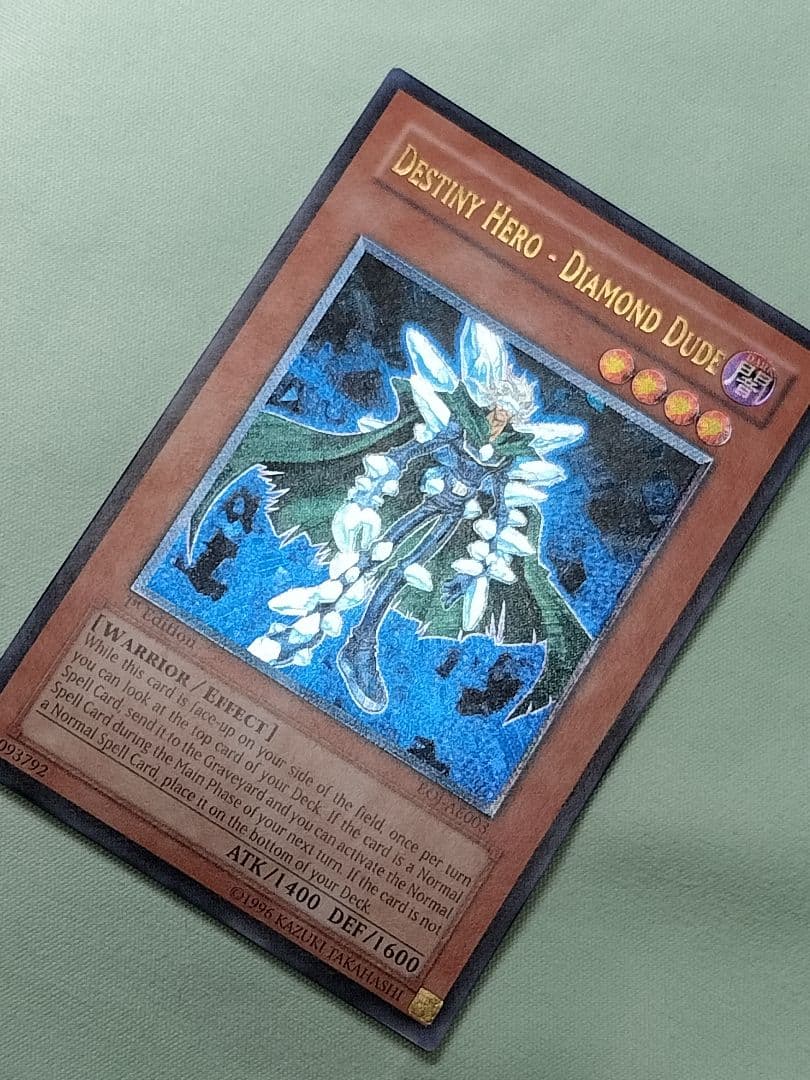 DESTINY HERO - DIAMOND DUDE
DARK
闇
1st Edition
EOJ-AE003
[WARRIOR/EFFECT]
While this card is face-up on your side of the field, once per turn
you can look at the top card of your Deck. If the card is a Normal
Spell Card, send it to the Graveyard and you can activate the Normal
Spell Card during the Main Phase of your next turn. If the card is not
a Normal Spell Card, place it on the bottom of your Deck.
ATK/1400 DEF/1600
093792
©1996 KAZUKI TAKAHASHI